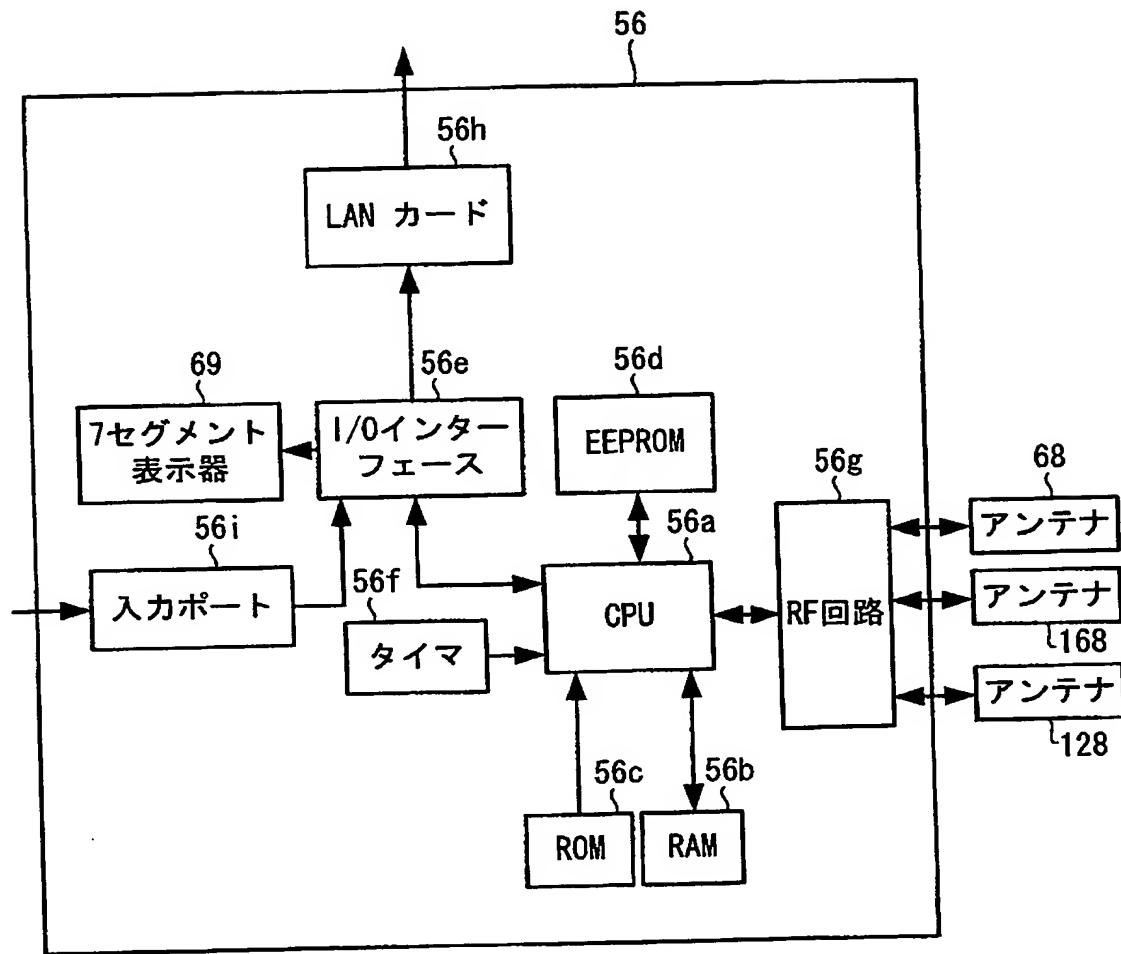 56
56h
LAN カード
69
7セグメント
表示器
56e
I/Oインター
フェース
56d
EEPROM
56g
RF回路
68
アンテナ
アンテナ
168
アンテナ
128
56i
入力ポート
56f
タイマ
56a
CPU
56c
ROM
56b
RAM